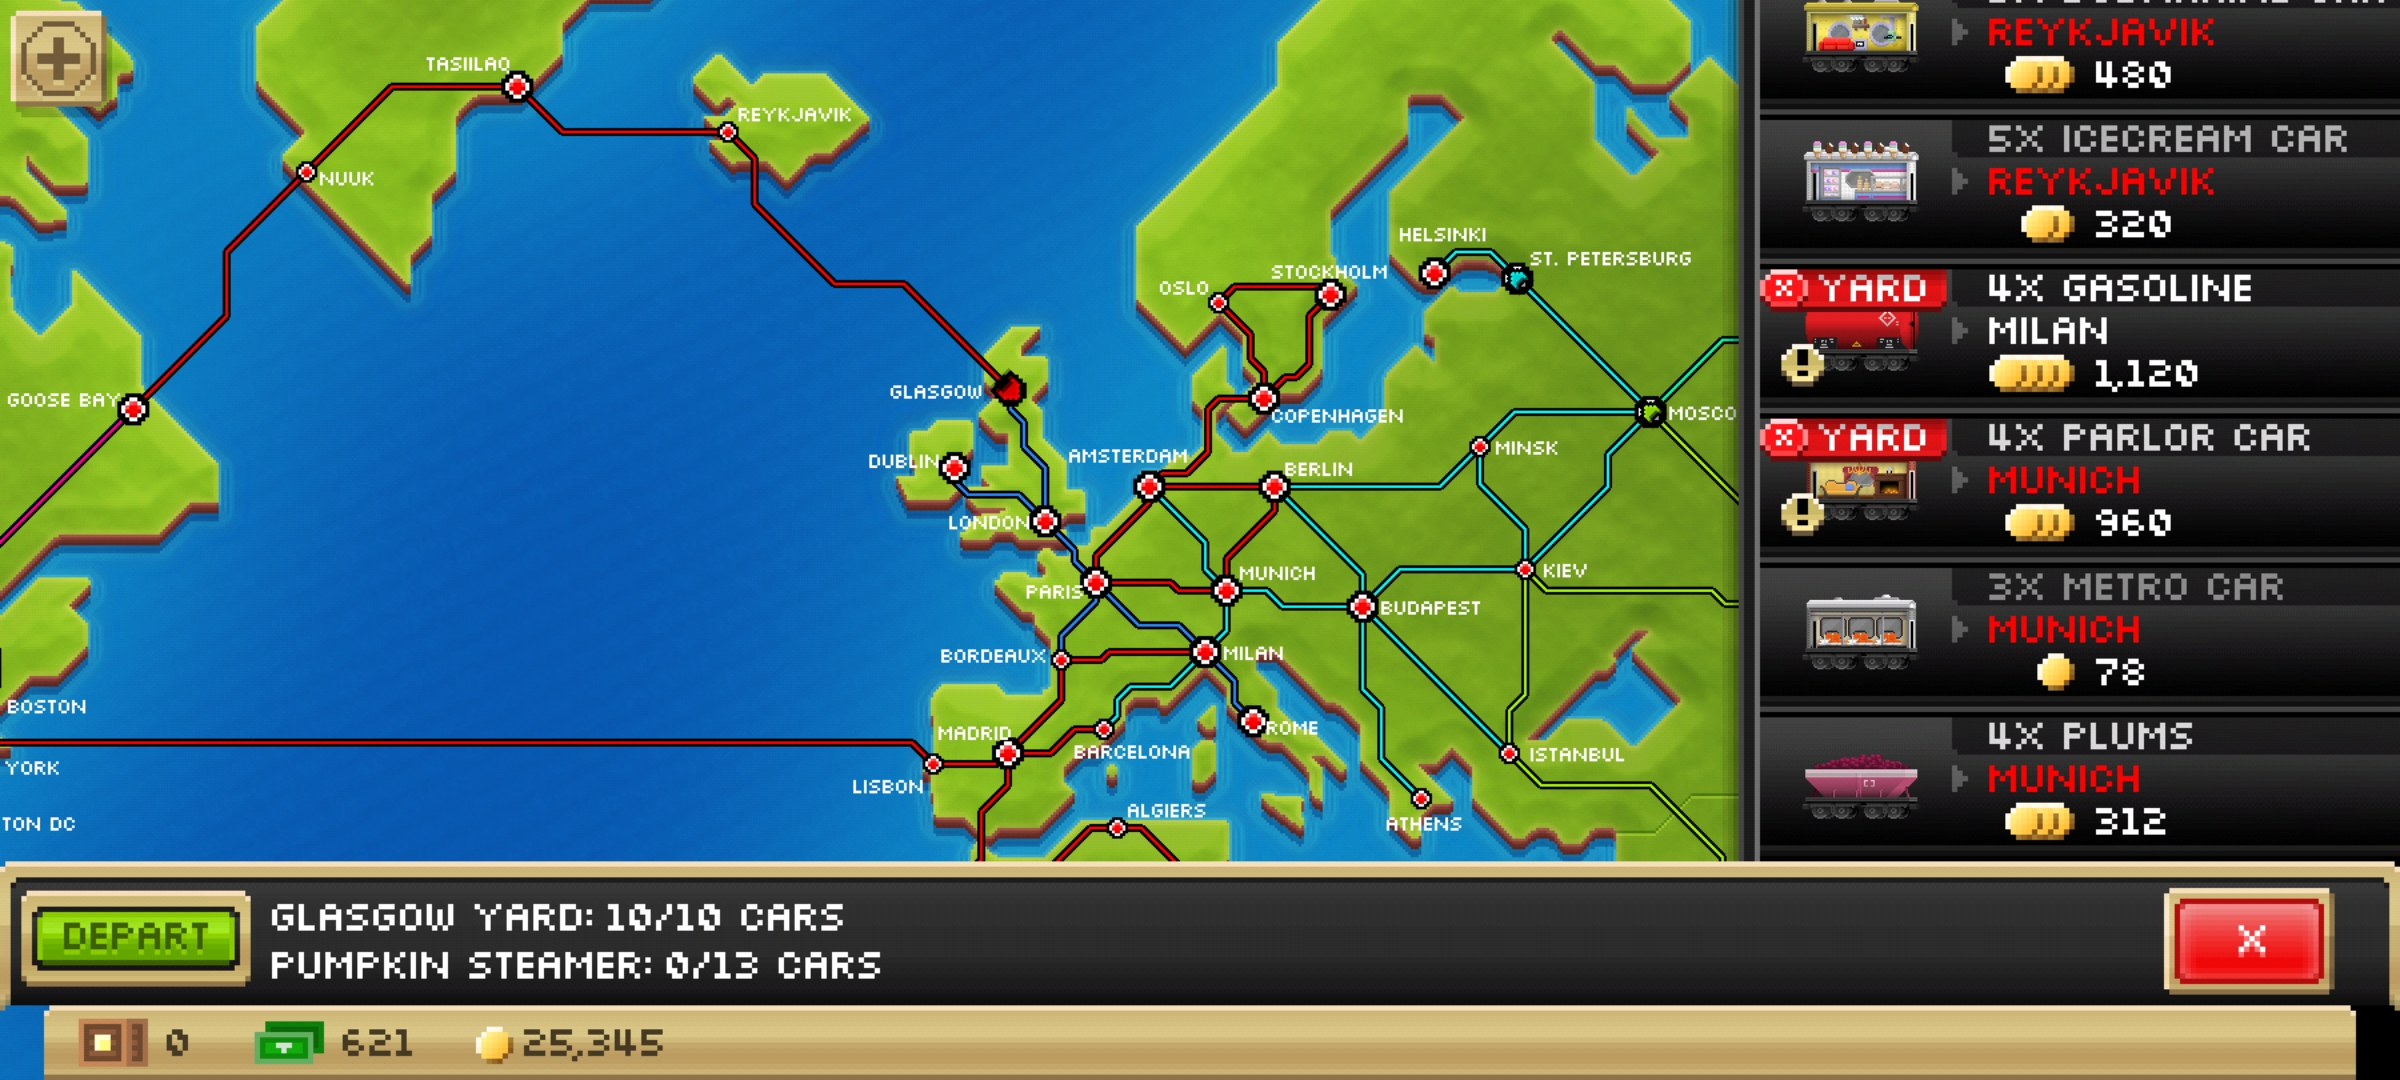 TASIILAQ
REYKJAVIK
NUUK
HELSINKI
ST. PETERSBURG
STOCKHOLM
OSLO
GLASGOW
GOOSE BAY
COPENHAGEN
MOSCO
DUBLIN
AMSTERDAM
BERLIN
MINSK
LONDON
MUNICH
KIEV
PARIS
BUDAPEST
BORDEAUX
MILAN
BOSTON
MADRID
ROME
BARCELONA
ISTANBUL
YORK
LISBON
ALGIERS
TON DC
ATHENS
REYKJAVIK
480
5X ICECREAM CAR
REYKJAVIK
320
YARD
4X GASOLINE
MILAN
1,120
YARD
4X PARLOR CAR
MUNICH
960
3X METRO CAR
MUNICH
78
4X PLUMS
MUNICH
312
DEPART
GLASGOW YARD: 10/10 CARS
PUMPKIN STEAMER: 0/13 CARS
X
0
621
25,345